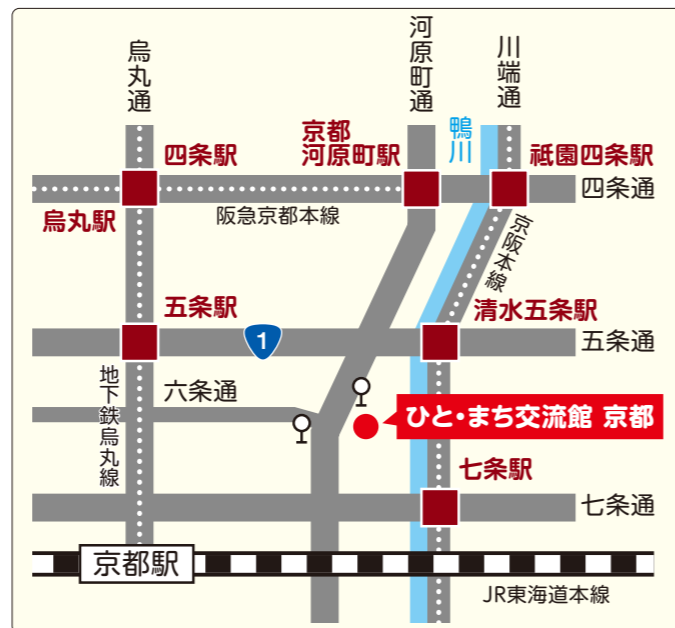 烏丸通
河原町通
川端通
鴨川
四条駅
京都
河原町駅
祇園四条駅
四条通
烏丸駅
阪急京都本線
京阪本線
五条駅
1
清水五条駅
五条通
地下鉄烏丸線
六条通
ひと・まち交流館 京都
七条駅
七条通
京都駅
JR東海道本線